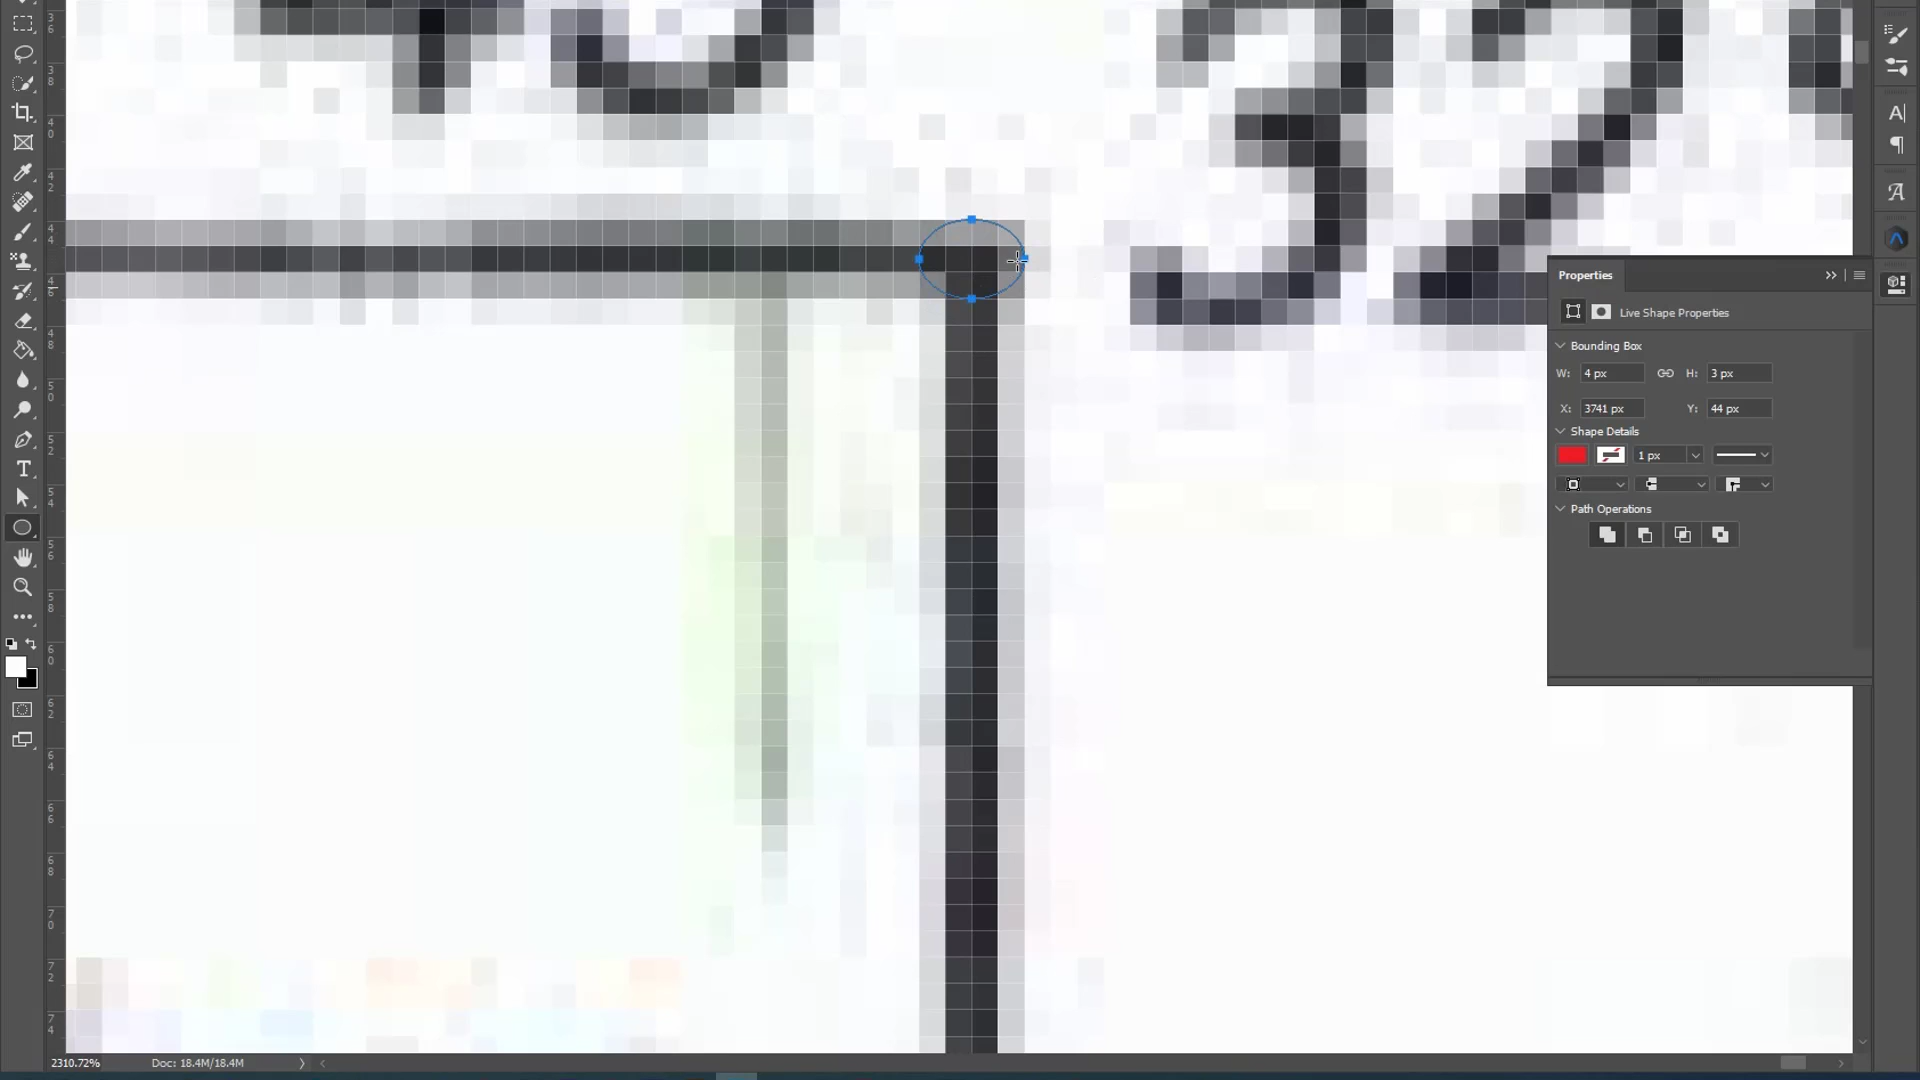 Properties
Live Shape Properties
Bounding Box
W: 4 px H: 3 px
X: 3741 px Y: 44 px
Shape Details
1 px
Path Operations
2310.72% Doc: 18.4M/18.4M